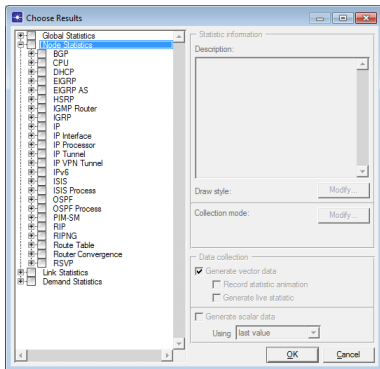 Choose Results
Global Statistics
Node Statistics
BGP
CPU
DHCP
EIGRP
EIGRP AS
HSRP
IGMP Router
IGRP
IP
IP Interface
IP Processor
IP Tunnel
IP VPN Tunnel
IPv6
ISIS
ISIS Process
OSPF
OSPF Process
PIM-SM
RIP
RIPNG
Route Table
Router Convergence
RSVP
Link Statistics
Demand Statistics
Statistic information
Description:
Draw style:
Modify...
Collection mode:
Modify...
Data collection
Generate vector data
Record statistic animation
Generate live statistic
Generate scalar data
Using
last value
OK
Cancel